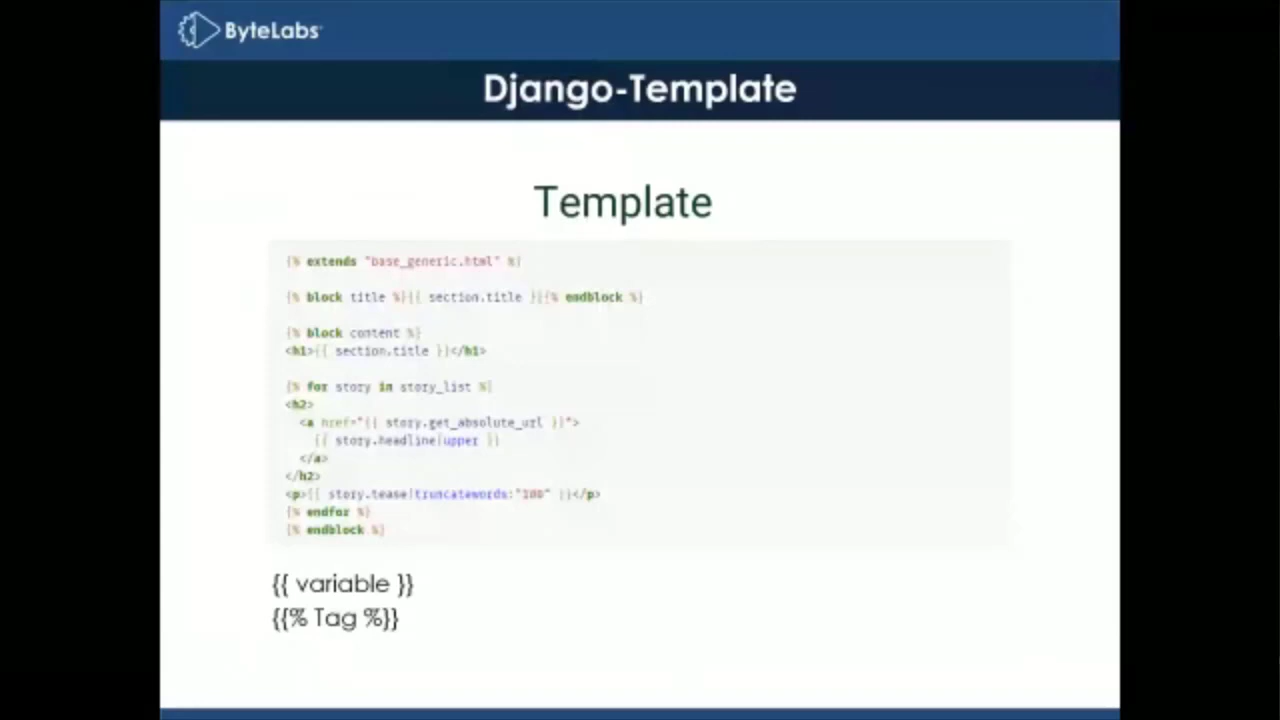 ByteLabs
Django-Template
Template
{% extends "base_generic.html" %}
{% block title %}{{ section.title }}{% endblock %}
{% block content %}
<h1>{{ section.title }}</h1>
{% for story in story_list %}
<h2>
<a href="{{ story.get_absolute_url }}">
{{ story.headline|upper }}
</a>
</h2>
<p>{{ story.tease|truncatewords:"100" }}</p>
{% endfor %}
{% endblock %}
{{ variable }}
{{% Tag %}}